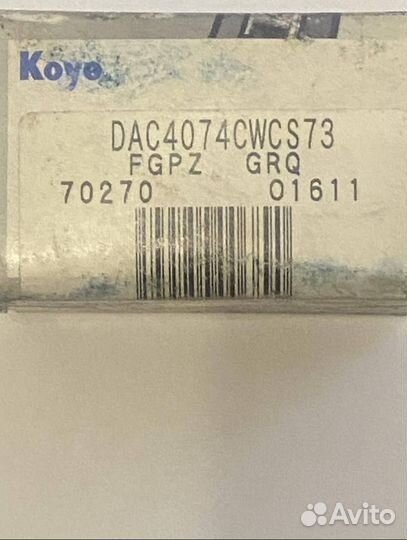 Koyo
DAC4074CWCS73
FGPZ GRQ
70270 01611
Avito